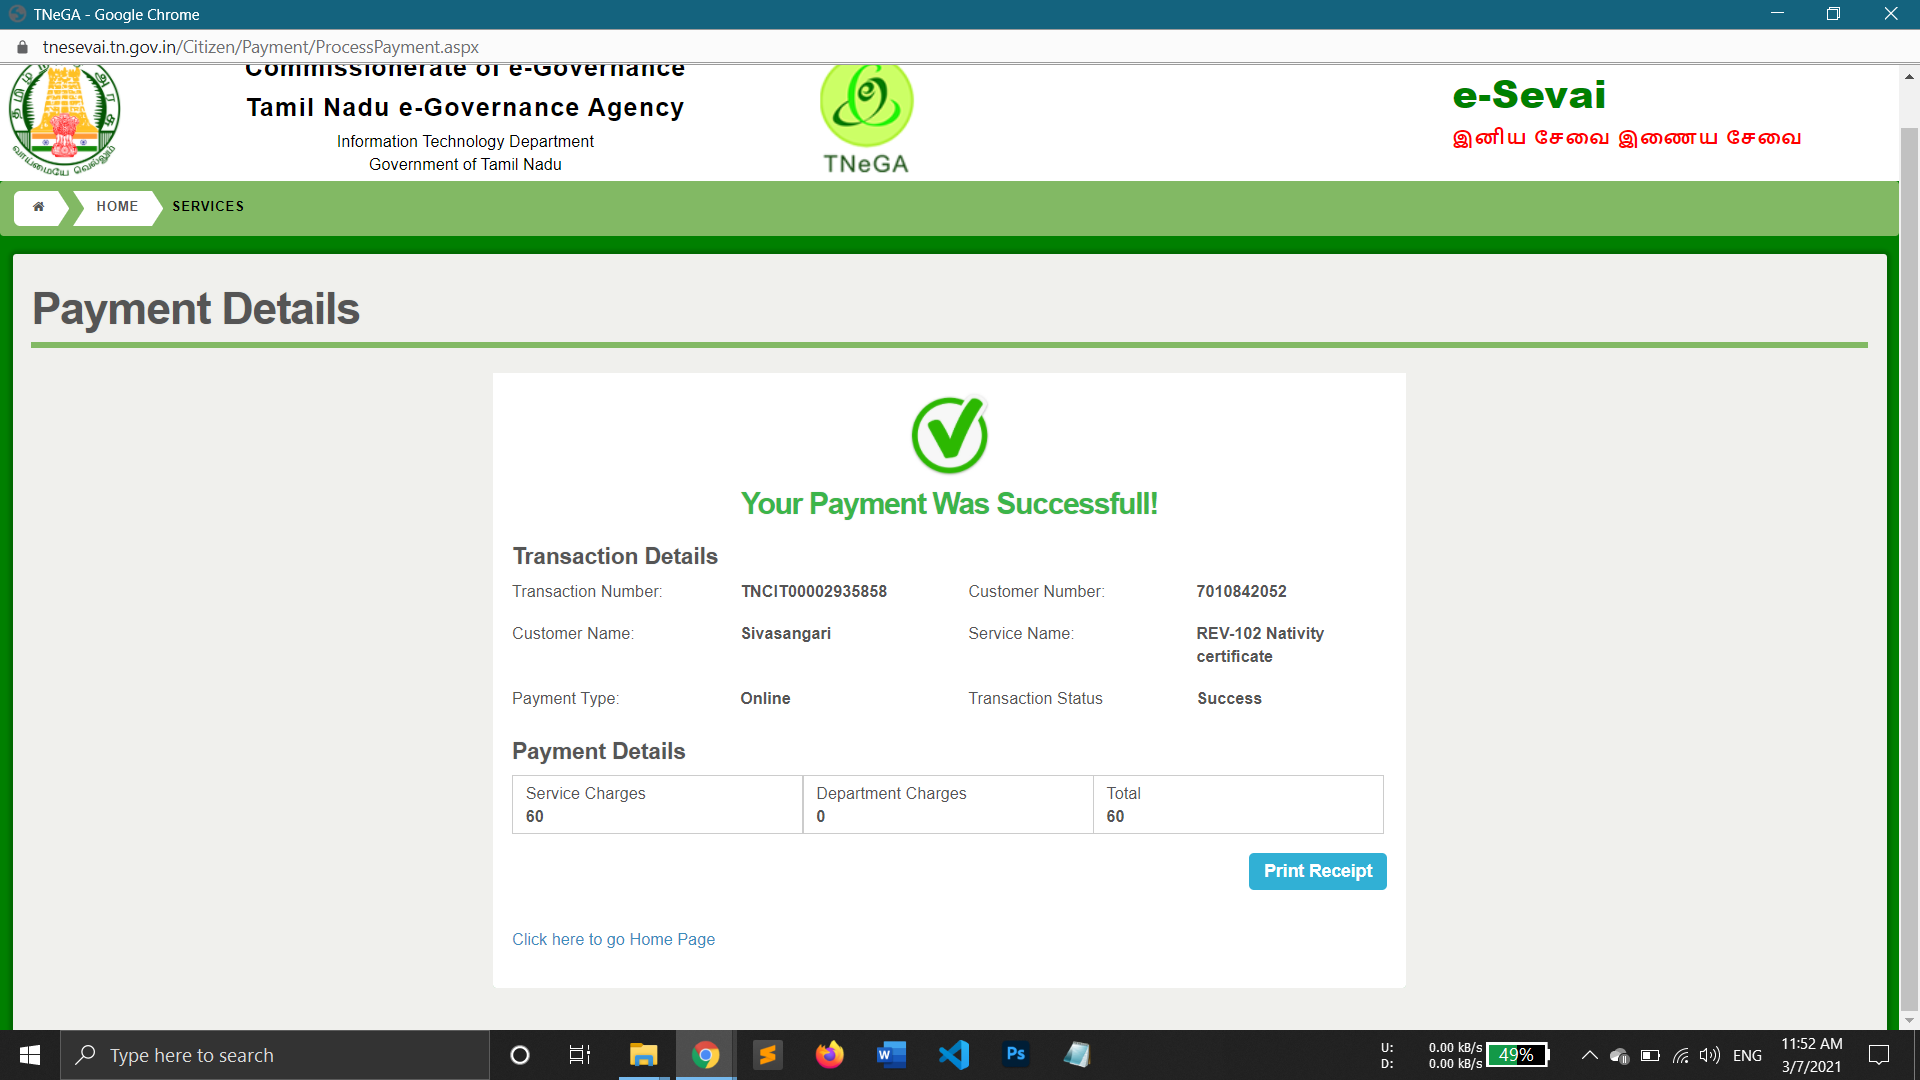 TNeGA - Google Chrome
tnesevai.tn.gov.in/Citizen/Payment/ProcessPayment.aspx
Commissionerate of e-Governance
Tamil Nadu e-Governance Agency
Information Technology Department
Government of Tamil Nadu
TNeGA
e-Sevai
இனிய சேவை இணைய சேவை
HOME
SERVICES
Payment Details
Your Payment Was Successfull!
Transaction Details
Transaction Number: TNCIT00002935858 Customer Number: 7010842052
Customer Name: Sivasangari Service Name: REV-102 Nativity
certificate
Payment Type: Online Transaction Status Success
Payment Details
Service Charges Department Charges Total
60 0 60
Print Receipt
Click here to go Home Page
Type here to search
U: 0.00 kB/s
D: 0.00 kB/s
49%
ENG
11:52 AM
3/7/2021